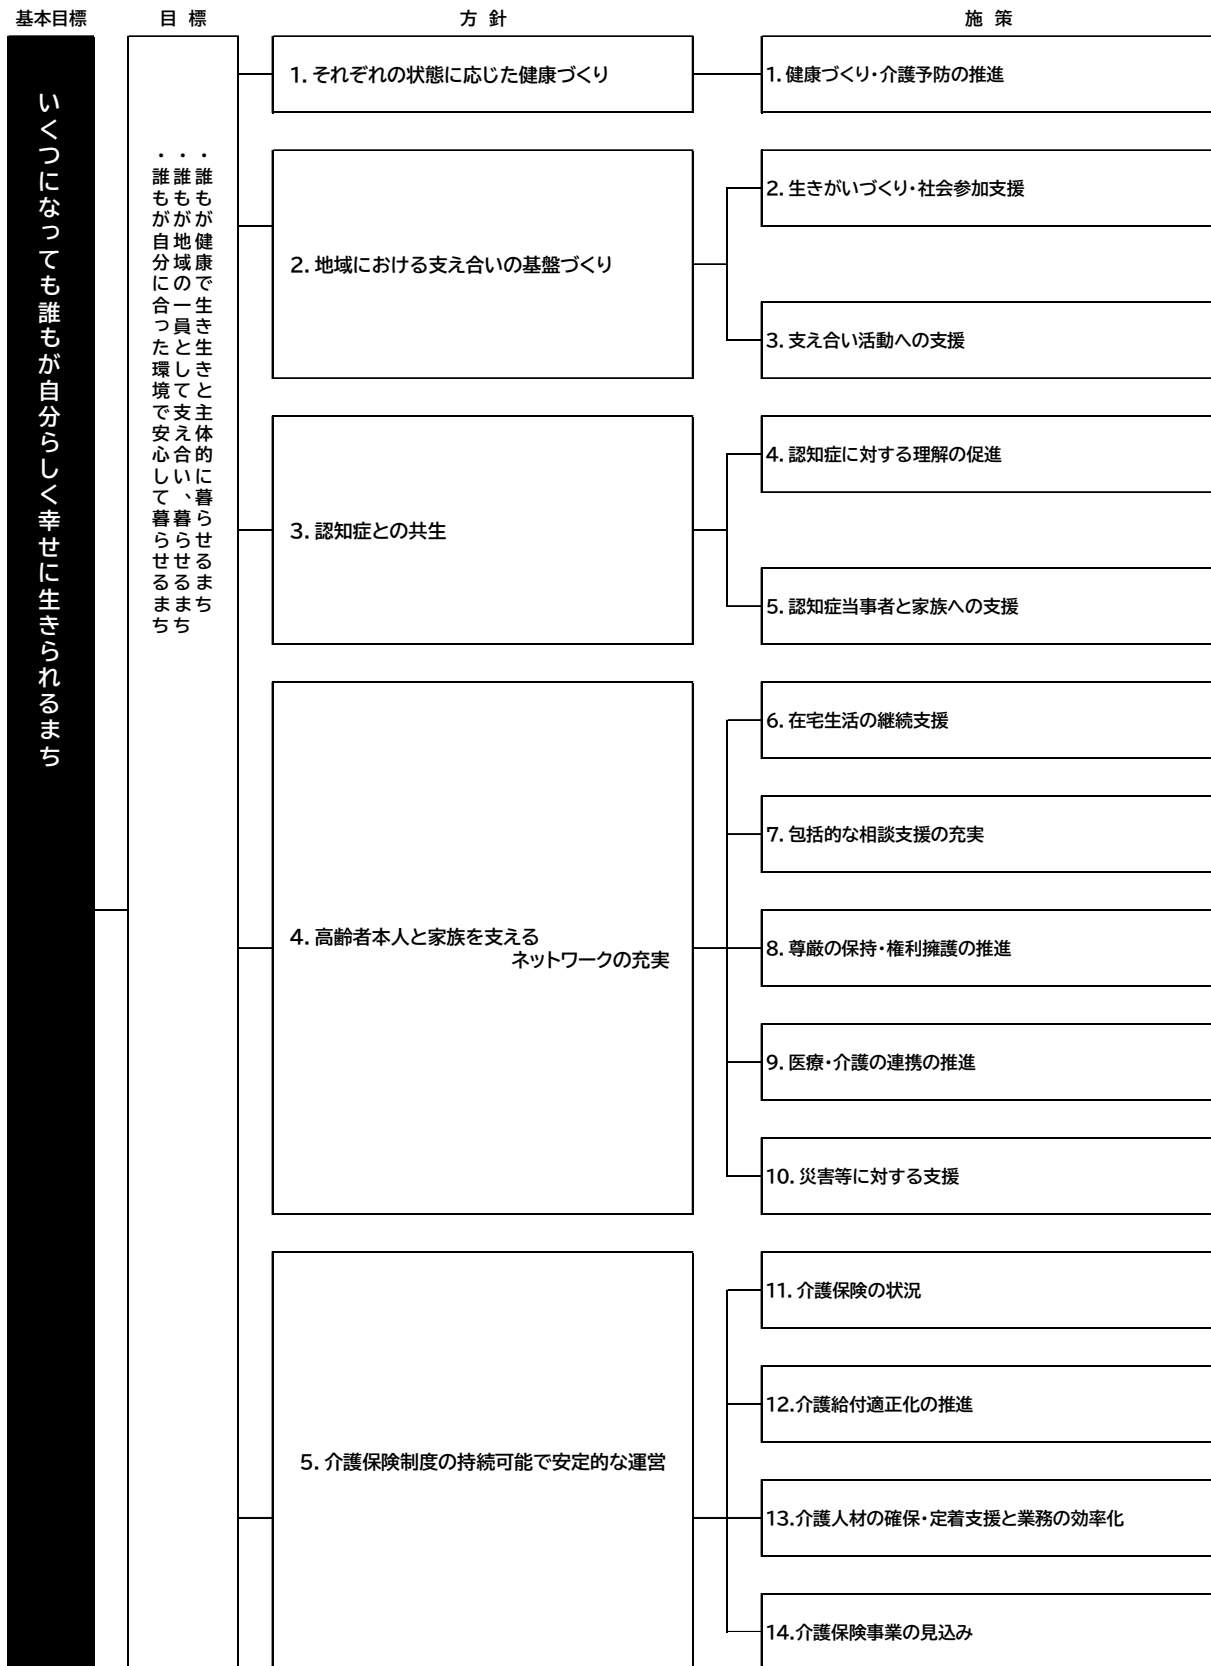 基本目標
目 標
方 針
施 策
いくつになっても誰もが自分らしく幸せに生きられるまち
・誰もが健康で生き生きと主体的に暮らせるまち
・誰もが地域の一員として支え合い、暮らせるまち
・誰もが自分に合った環境で安心して暮らせるまち
1. それぞれの状態に応じた健康づくり
1. 健康づくり・介護予防の推進
2. 地域における支え合いの基盤づくり
2. 生きがいづくり・社会参加支援
3. 支え合い活動への支援
3. 認知症との共生
4. 認知症に対する理解の促進
5. 認知症当事者と家族への支援
4. 高齢者本人と家族を支える
ネットワークの充実
6. 在宅生活の継続支援
7. 包括的な相談支援の充実
8. 尊厳の保持・権利擁護の推進
9. 医療・介護の連携の推進
10. 災害等に対する支援
5. 介護保険制度の持続可能で安定的な運営
11. 介護保険の状況
12.介護給付適正化の推進
13.介護人材の確保・定着支援と業務の効率化
14.介護保険事業の見込み